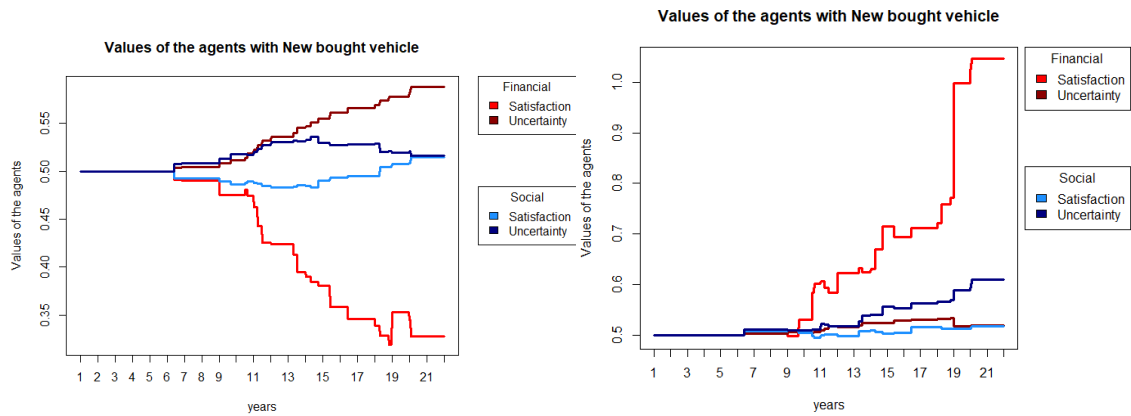 Values of the agents with New bought vehicle
Values of the agents
0.55
0.50
0.45
0.40
0.35
1 2 3 4 5 6 7 9 11 13 15 17 19 21
years
Financial
Satisfaction
Uncertainty
Social
Satisfaction
Uncertainty
Values of the agents with New bought vehicle
Values of the agents
1.0
0.9
0.8
0.7
0.6
0.5
1 3 5 7 9 11 13 15 17 19 21
years
Financial
Satisfaction
Uncertainty
Social
Satisfaction
Uncertainty